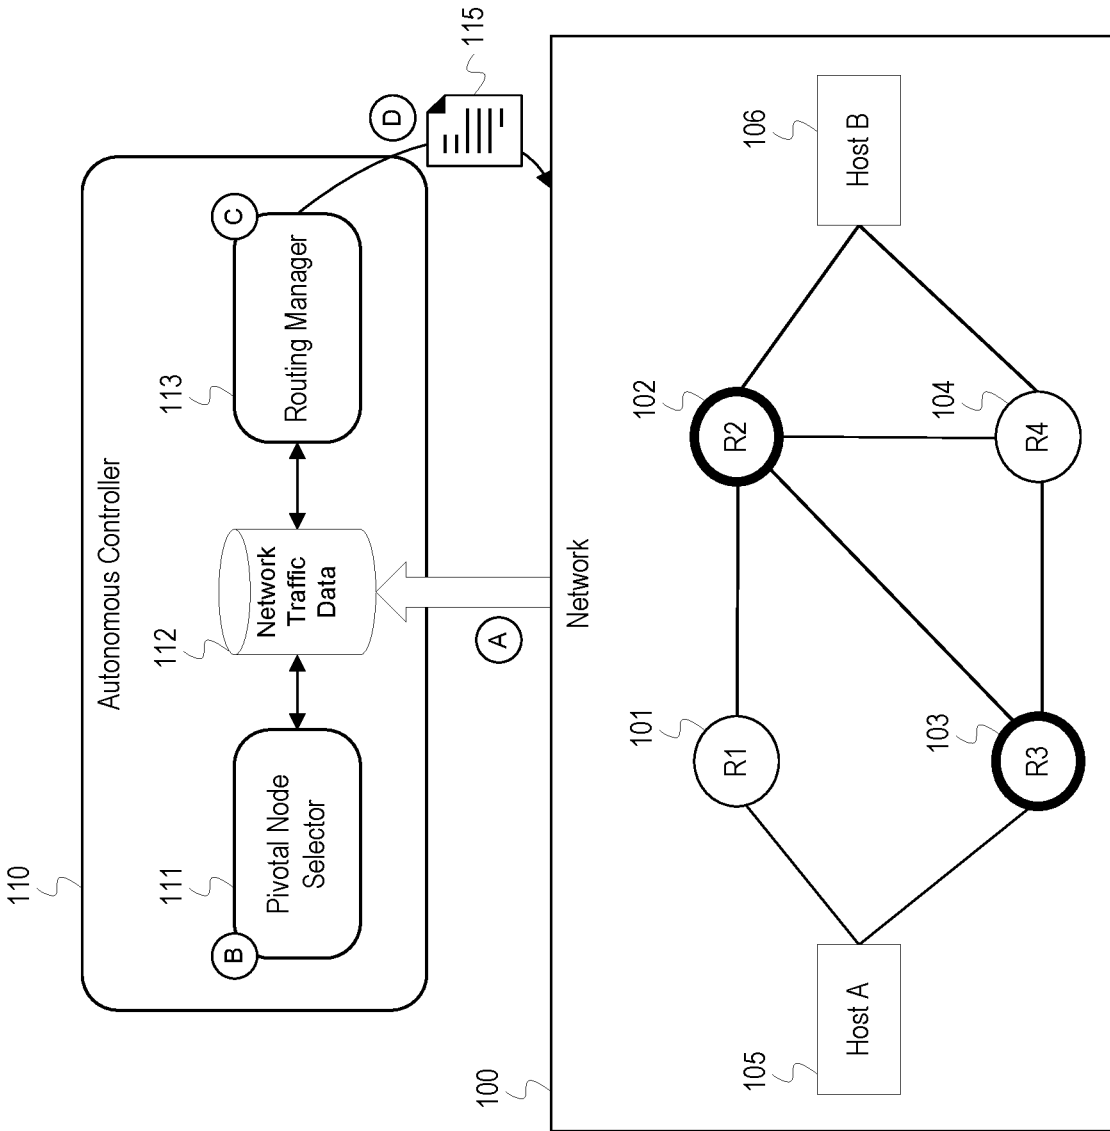 110
Autonomous Controller
111
B
Pivotal Node
Selector
112
Network
Traffic
Data
113
C
Routing Manager
D
115
A
100
Network
105
Host A
101
R1
102
R2
103
R3
104
R4
106
Host B